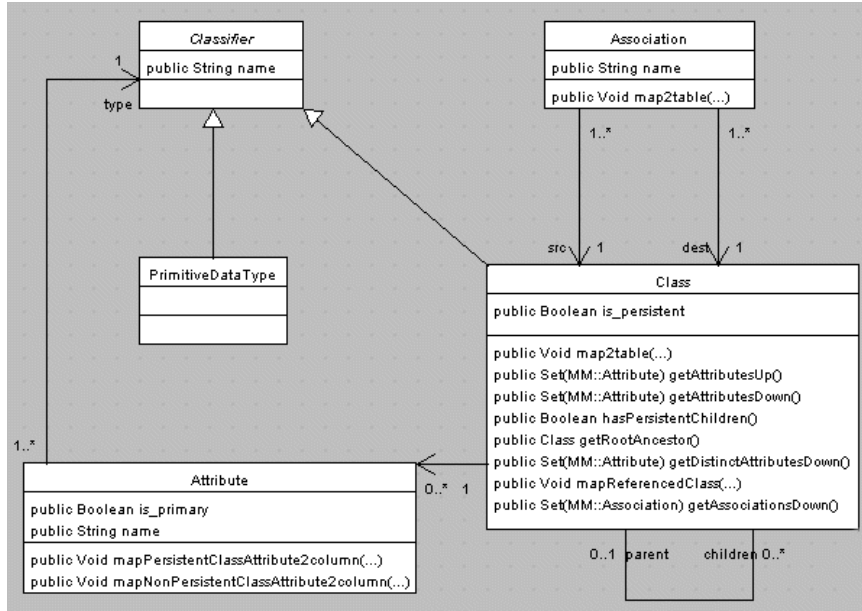 Classifier
public String name
Association
public String name
public Void map2table(...)
1
type
1..*
1..*
src
1
dest
1
PrimitiveDataType
Class
public Boolean is_persistent
public Void map2table(...)
public Set(MM::Attribute) getAttributesUp()
public Set(MM::Attribute) getAttributesDown()
public Boolean hasPersistentChildren()
public Class getRootAncestor()
public Set(MM::Attribute) getDistinctAttributesDown()
public Void mapReferencedClass(...)
public Set(MM::Association) getAssociationsDown()
1..*
Attribute
public Boolean is_primary
public String name
public Void mapPersistentClassAttribute2column(...)
public Void mapNonPersistentClassAttribute2column(...)
0..* 1
0..1 parent
children 0..*